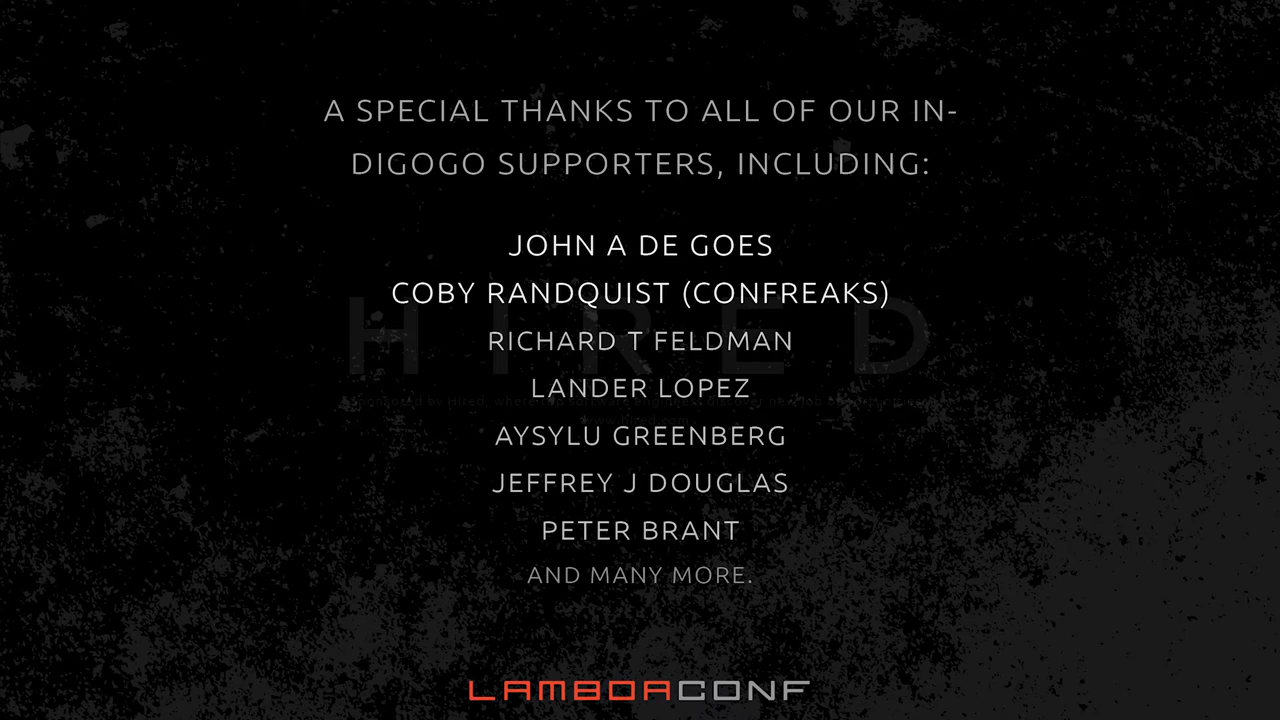 A SPECIAL THANKS TO ALL OF OUR IN-
DIGOGO SUPPORTERS, INCLUDING:
JOHN A DE GOES
COBY RANDQUIST (CONFREAKS)
HIRED
RICHARD T FELDMAN
LANDER LOPEZ
AYSYLU GREENBERG
JEFFREY J DOUGLAS
PETER BRANT
AND MANY MORE.
LAMBDACONF